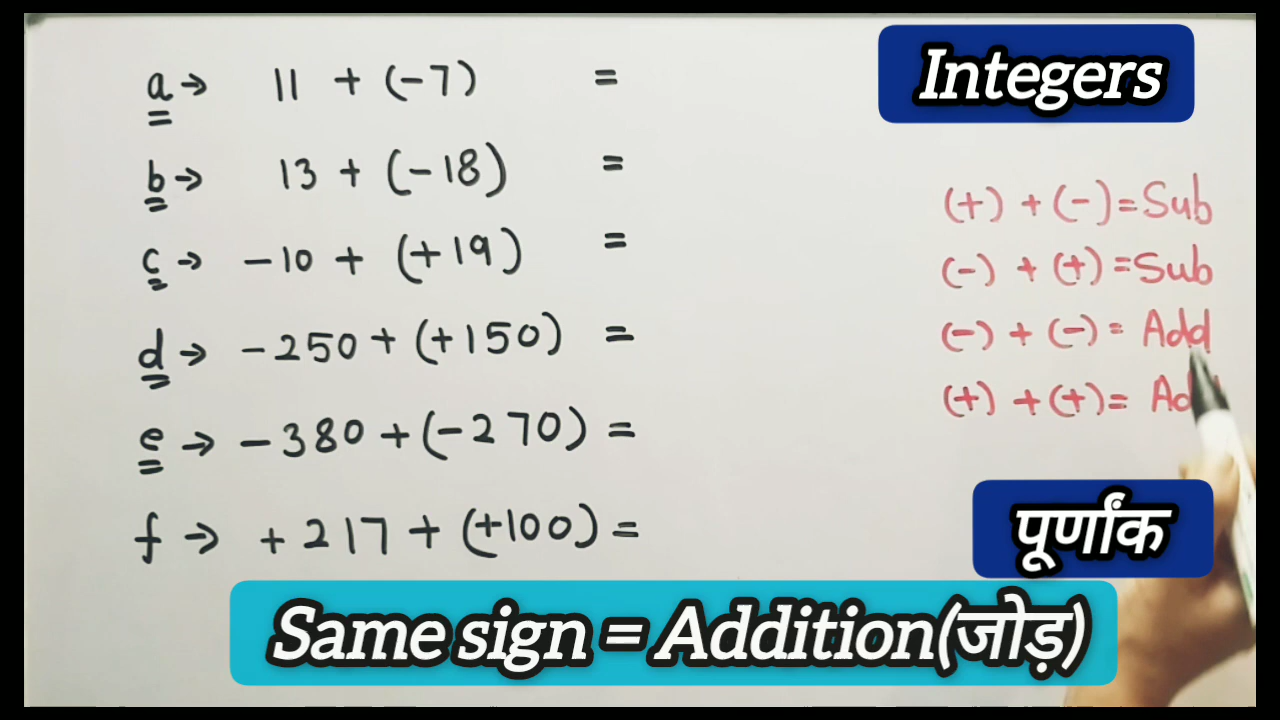 Integers
a → 11 + (-7) =
b → 13 + (-18) =
c → -10 + (+19) =
d → -250 + (+150) =
e → -380 + (-270) =
f → +217 + (+100) =
(+) + (-) = Sub
(-) + (+) = Sub
(-) + (-) = Add
(+) + (+) =
पूर्णांक
Same sign = Addition(जोड़)